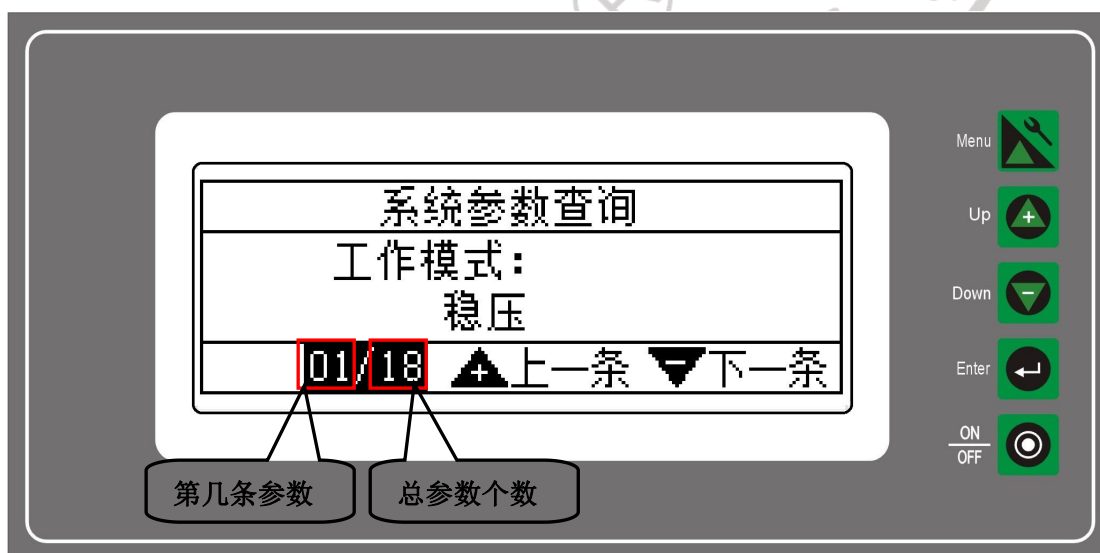 系统参数查询
工作模式：
稳压
01/18 上一条 下一条
第几条参数
总参数个数
Menu
Up
Down
Enter
ON
OFF